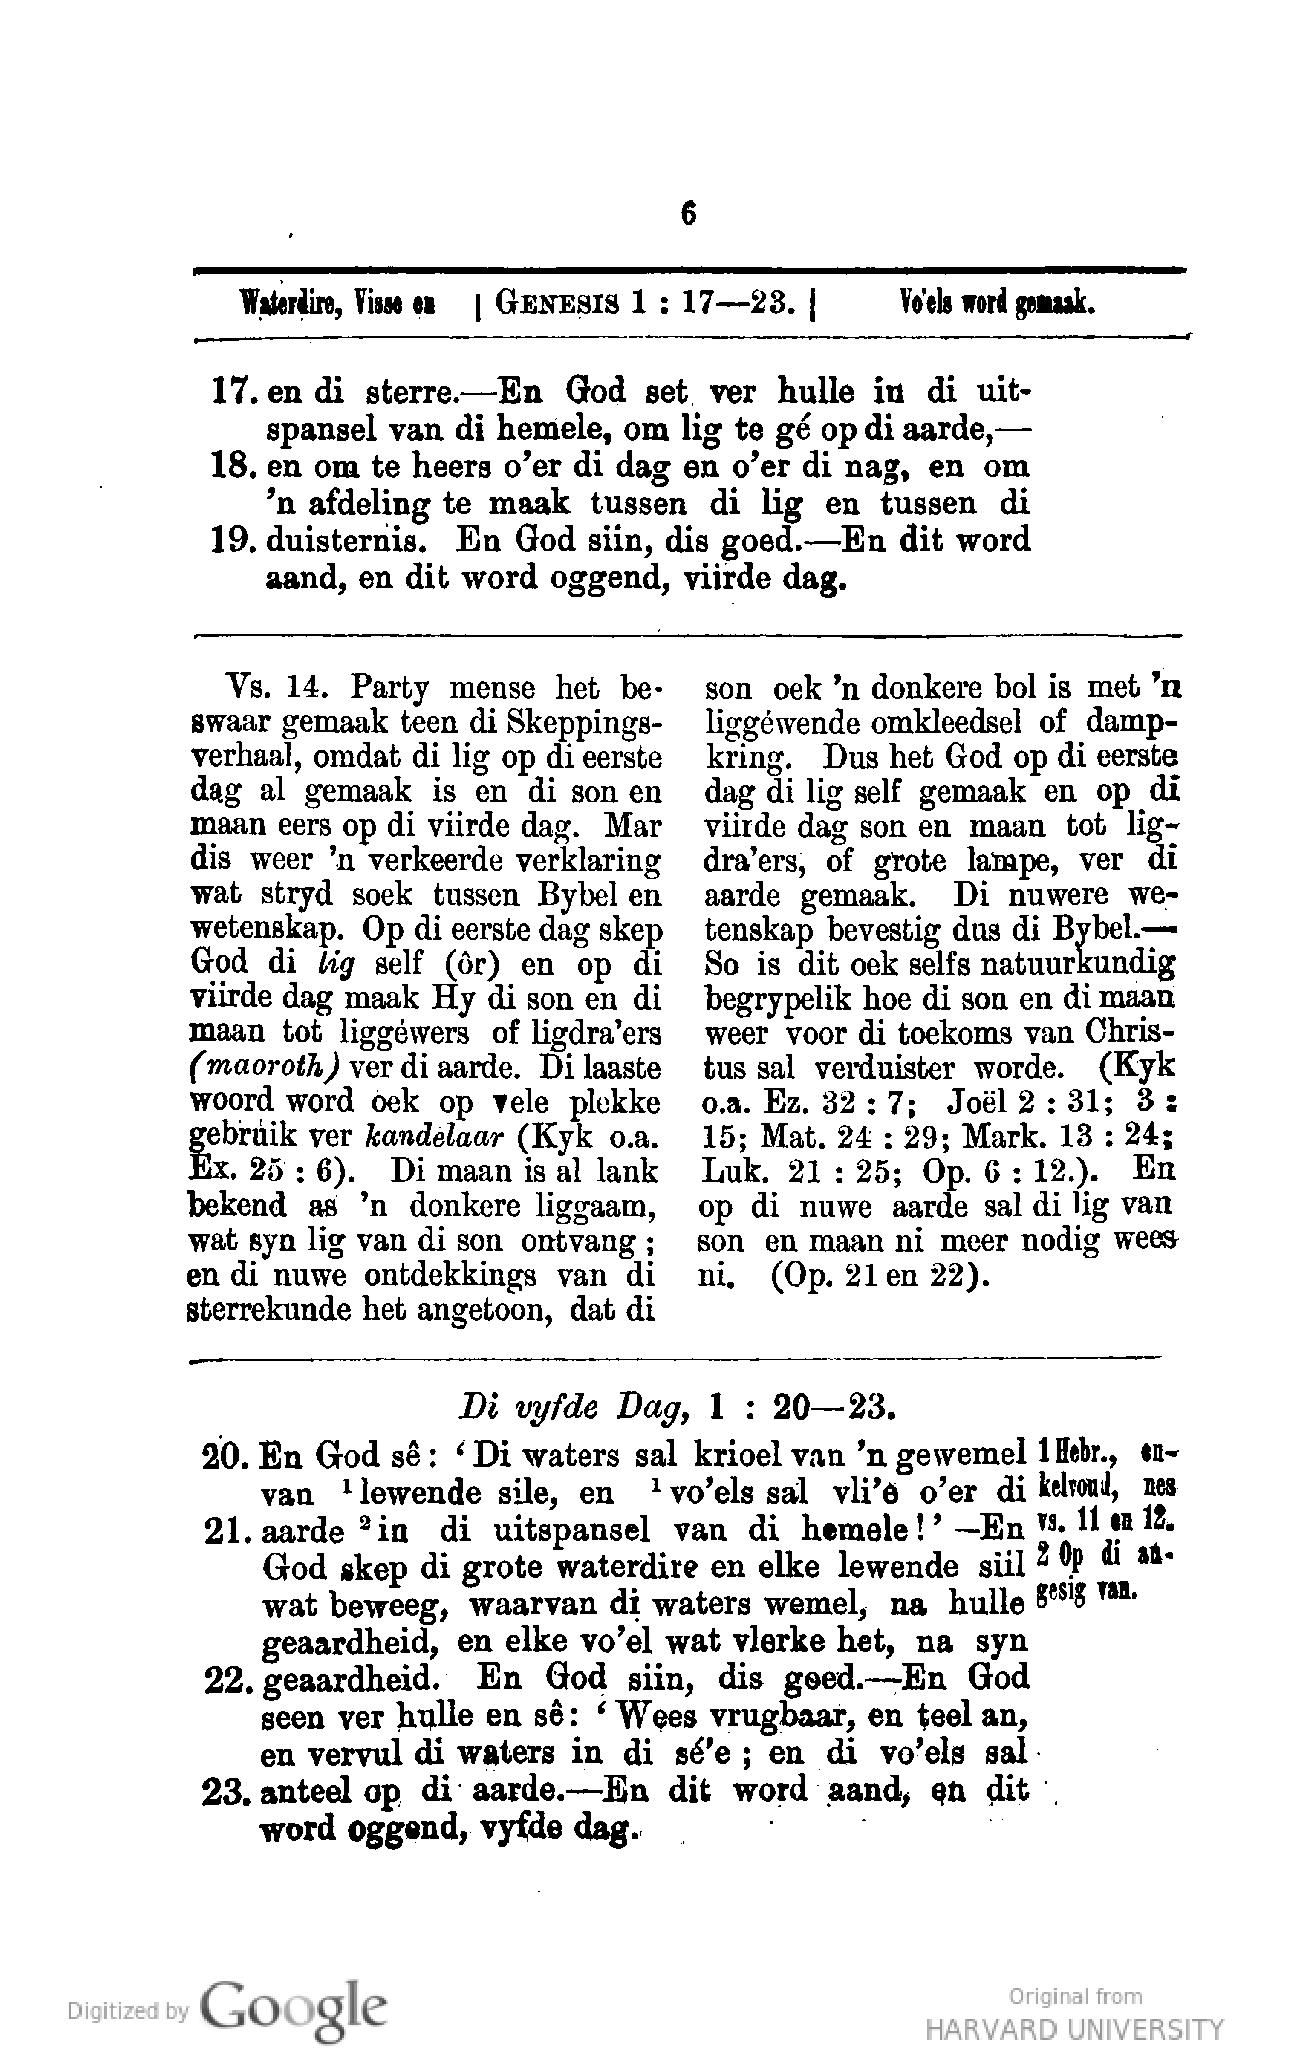 6
Waterdire, Visse en | GENESIS 1 : 17—23. | Vo'els word gemaak.
17. en di sterre.—En God set ver hulle in di uit-
spansel van di hemele, om lig te gé op di aarde,—
18. en om te heers o'er di dag en o'er di nag, en om
'n afdeling te maak tussen di lig en tussen di
19. duisternis. En God siin, dis goed.—En dit word
aand, en dit word oggend, viirde dag.
Vs. 14. Party mense het be-
swaar gemaak teen di Skeppings-
verhaal, omdat di lig op di eerste
dag al gemaak is en di son en
maan eers op di viirde dag. Mar
dis weer 'n verkeerde verklaring
wat stryd soek tussen Bybel en
wetenskap. Op di eerste dag skep
God di lig self (ôr) en op di
viirde dag maak Hy di son en di
maan tot liggéwers of ligdra'ers
(maoroth) ver di aarde. Di laaste
woord word oek op vele plekke
gebruik ver kandelaar (Kyk o.a.
Ex. 25 : 6). Di maan is al lank
bekend as 'n donkere liggaam,
wat syn lig van di son ontvang ;
en di nuwe ontdekkings van di
sterrekunde het angetoon, dat di
son oek 'n donkere bol is met 'n
liggéwende omkleedsel of damp-
kring. Dus het God op di eerste
dag di lig self gemaak en op di
viirde dag son en maan tot lig-
dra'ers, of grote lampe, ver di
aarde gemaak. Di nuwere we-
tenskap bevestig dus di Bybel.—
So is dit oek selfs natuurkundig
begrypelik hoe di son en di maan
weer voor di toekoms van Chris-
tus sal verduister worde. (Kyk
o.a. Ez. 32 : 7; Joël 2 : 31; 3 :
15; Mat. 24 : 29; Mark. 13 : 24;
Luk. 21 : 25; Op. 6 : 12.). En
op di nuwe aarde sal di lig van
son en maan ni meer nodig wees
ni. (Op. 21 en 22).
Di vyfde Dag, 1 : 20—23.
20. En God sê: ‘Di waters sal krioel van 'n gewemel
van ¹lewende sile, en ¹vo'els sal vli'e o'er di
21. aarde ²in di uitspansel van di hemele!’—En
God skep di grote waterdire en elke lewende siil
wat beweeg, waarvan di waters wemel, na hulle
geaardheid, en elke vo'el wat vlerke het, na syn
22. geaardheid. En God siin, dis goed.—En God
seen ver hulle en sê: ‘Wees vrugbaar, en teel an,
en vervul di waters in di sé'e ; en di vo'els sal
23. anteel op di aarde.—En dit word aand, en dit
word oggend, vyfde dag.
1 Hebr., en-
kelvoud, nes
vs. 11 en 12.
2 Op di an-
gesig van.
Digitized by Google
Original from
HARVARD UNIVERSITY